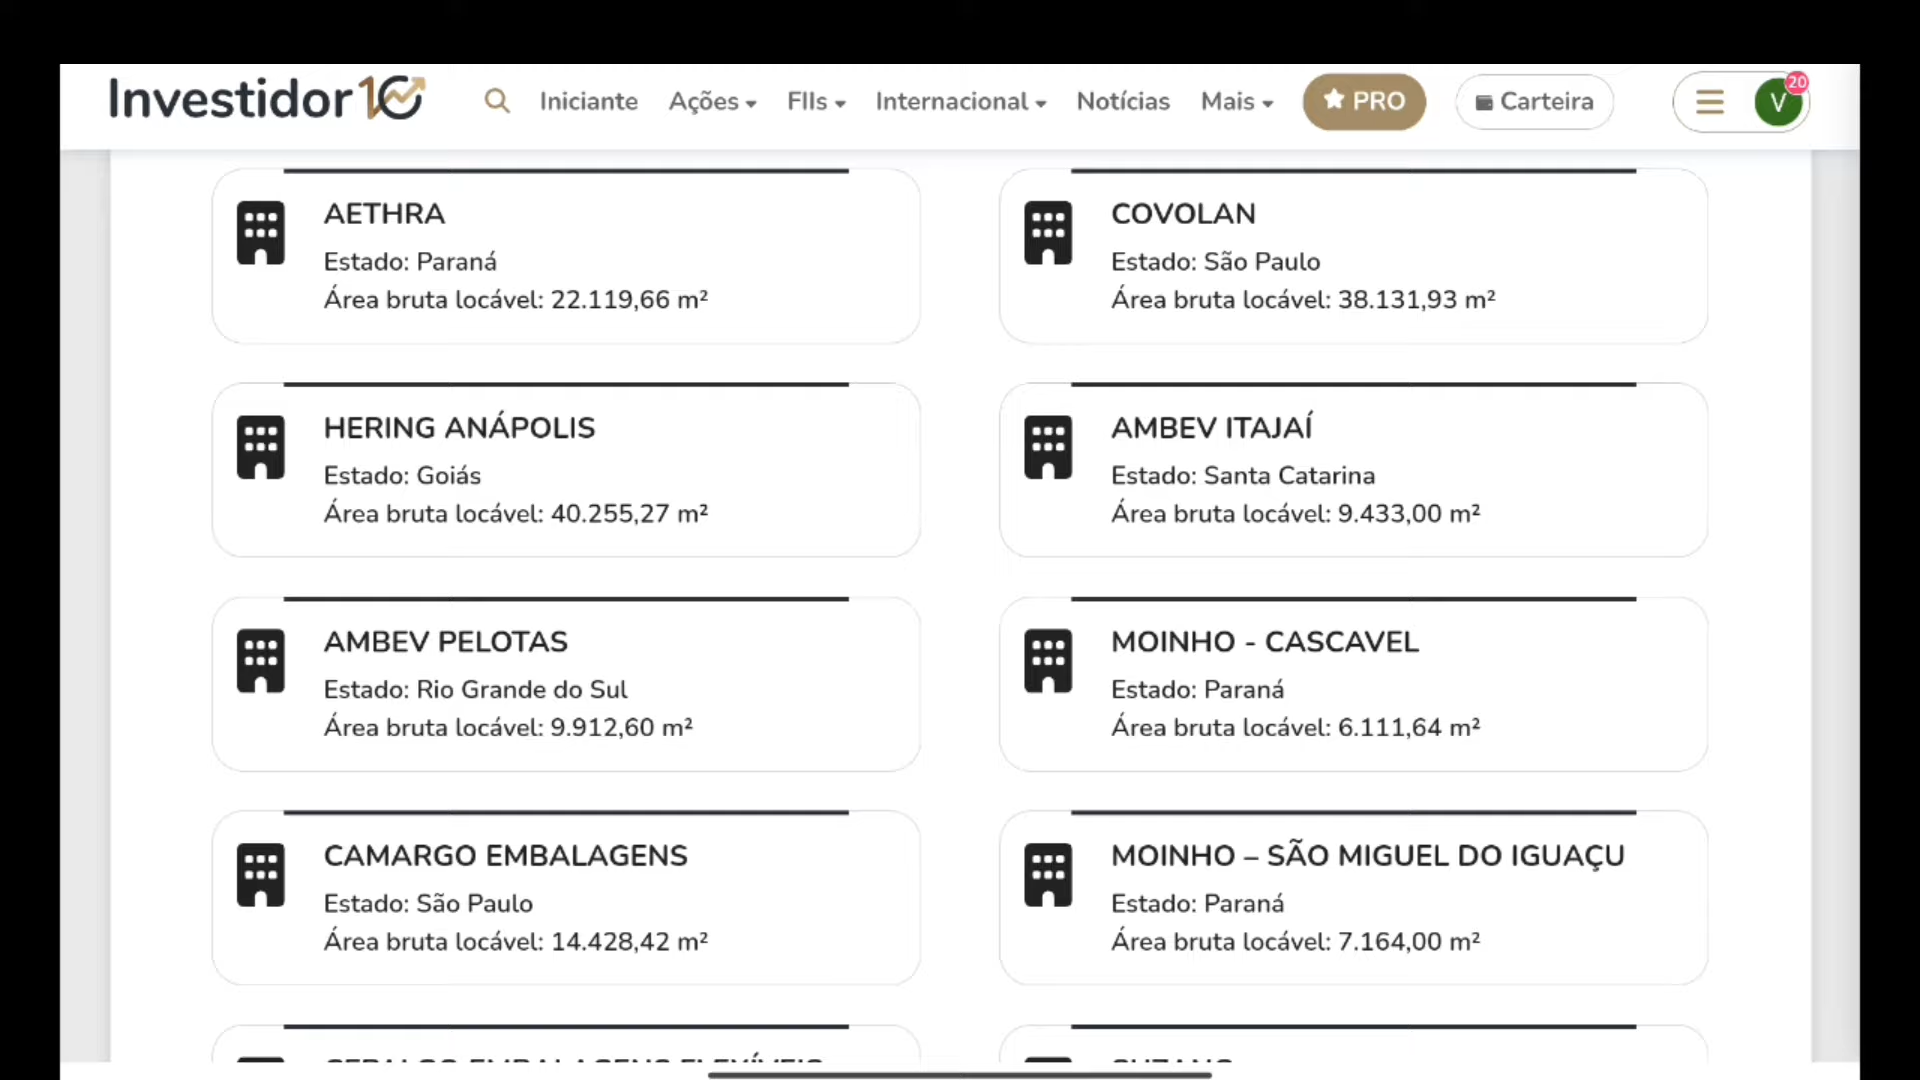 Investidor 10
Iniciante
Ações
FIIs
Internacional
Notícias
Mais
PRO
Carteira
V
20
AETHRA
Estado: Paraná
Área bruta locável: 22.119,66 m²
COVOLAN
Estado: São Paulo
Área bruta locável: 38.131,93 m²
HERING ANÁPOLIS
Estado: Goiás
Área bruta locável: 40.255,27 m²
AMBEV ITAJAÍ
Estado: Santa Catarina
Área bruta locável: 9.433,00 m²
AMBEV PELOTAS
Estado: Rio Grande do Sul
Área bruta locável: 9.912,60 m²
MOINHO - CASCAVEL
Estado: Paraná
Área bruta locável: 6.111,64 m²
CAMARGO EMBALAGENS
Estado: São Paulo
Área bruta locável: 14.428,42 m²
MOINHO – SÃO MIGUEL DO IGUAÇU
Estado: Paraná
Área bruta locável: 7.164,00 m²